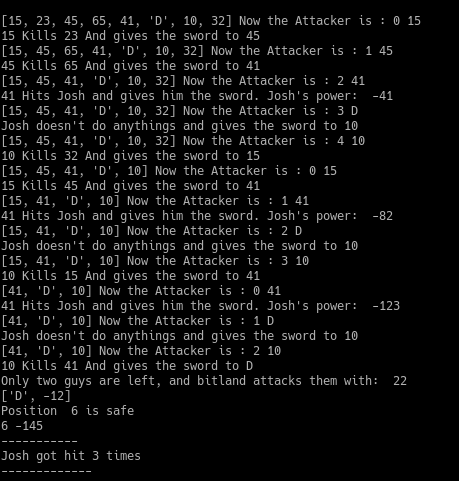 [15, 23, 45, 65, 41, 'D', 10, 32] Now the Attacker is : 0 15
15 Kills 23 And gives the sword to 45
[15, 45, 65, 41, 'D', 10, 32] Now the Attacker is : 1 45
45 Kills 65 And gives the sword to 41
[15, 45, 41, 'D', 10, 32] Now the Attacker is : 2 41
41 Hits Josh and gives him the sword. Josh's power:  -41
[15, 45, 41, 'D', 10, 32] Now the Attacker is : 3 D
Josh doesn't do anythings and gives the sword to 10
[15, 45, 41, 'D', 10, 32] Now the Attacker is : 4 10
10 Kills 32 And gives the sword to 15
[15, 45, 41, 'D', 10] Now the Attacker is : 0 15
15 Kills 45 And gives the sword to 41
[15, 41, 'D', 10] Now the Attacker is : 1 41
41 Hits Josh and gives him the sword. Josh's power:  -82
[15, 41, 'D', 10] Now the Attacker is : 2 D
Josh doesn't do anythings and gives the sword to 10
[15, 41, 'D', 10] Now the Attacker is : 3 10
10 Kills 15 And gives the sword to 41
[41, 'D', 10] Now the Attacker is : 0 41
41 Hits Josh and gives him the sword. Josh's power:  -123
[41, 'D', 10] Now the Attacker is : 1 D
Josh doesn't do anythings and gives the sword to 10
[41, 'D', 10] Now the Attacker is : 2 10
10 Kills 41 And gives the sword to D
Only two guys are left, and bitland attacks them with:  22
['D', -12]
Position  6 is safe
6 -145
-----------
Josh got hit 3 times
-------------